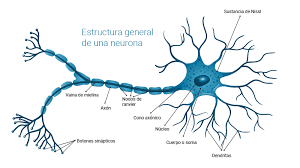 Sustancia de Nissl
Estructura general
de una neurona
Vaina de mielina
Axón
Nodos de
ranvier
Cono axónico
Núcleo
Cuerpo o soma
Dendritas
Botones sinápticos